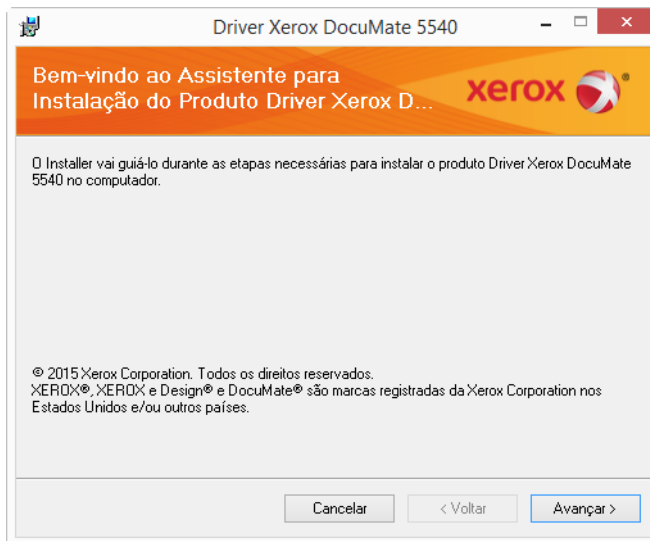 Driver Xerox DocuMate 5540
Bem-vindo ao Assistente para
Instalação do Produto Driver Xerox D...
xerox
O Installer vai guiá-lo durante as etapas necessárias para instalar o produto Driver Xerox DocuMate
5540 no computador.
© 2015 Xerox Corporation. Todos os direitos reservados.
XEROX®, XEROX e Design® e DocuMate® são marcas registradas da Xerox Corporation nos
Estados Unidos e/ou outros países.
Cancelar
< Voltar
Avançar >